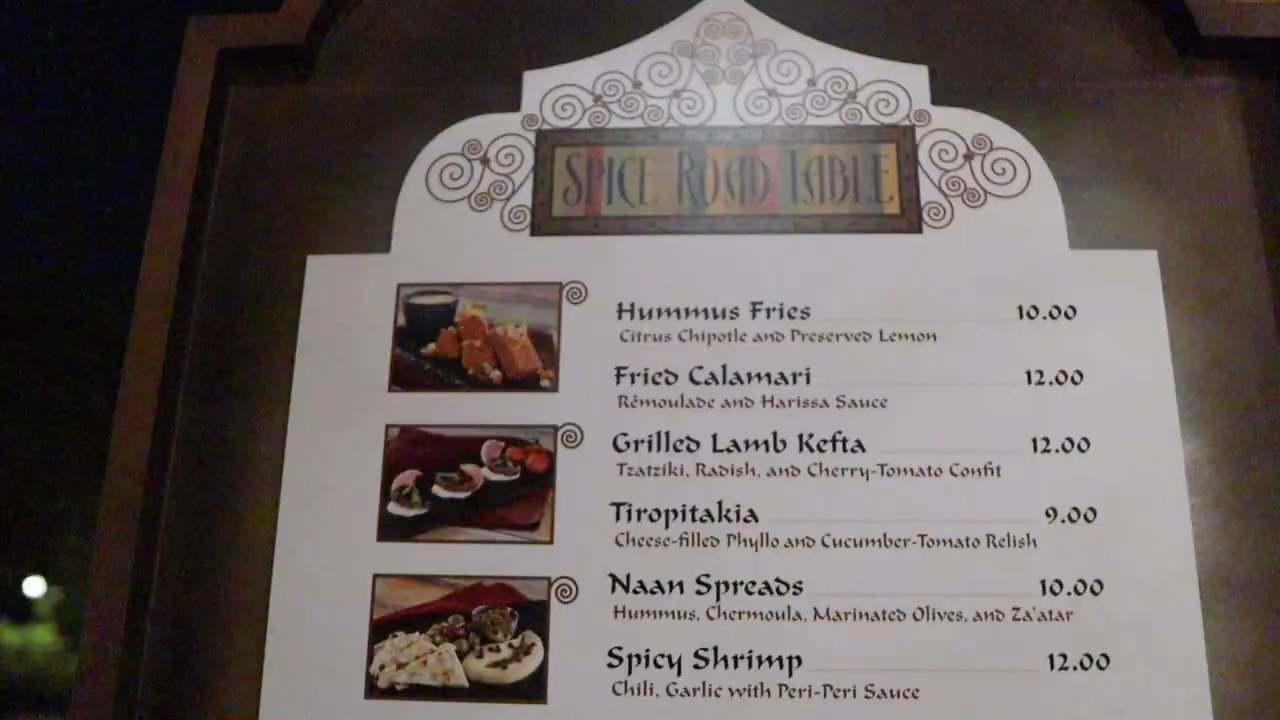 SPICE ROAD TABLE
Hummus Fries 10.00
Citrus Chipotle and Preserved Lemon
Fried Calamari 12.00
Rémoulade and Harissa Sauce
Grilled Lamb Kefta 12.00
Tzatziki, Radish, and Cherry-Tomato Confit
Tiropitakia 9.00
Cheese-filled Phyllo and Cucumber-Tomato Relish
Naan Spreads 10.00
Hummus, Chermoula, Marinated Olives, and Za'atar
Spicy Shrimp 12.00
Chili, Garlic with Peri-Peri Sauce